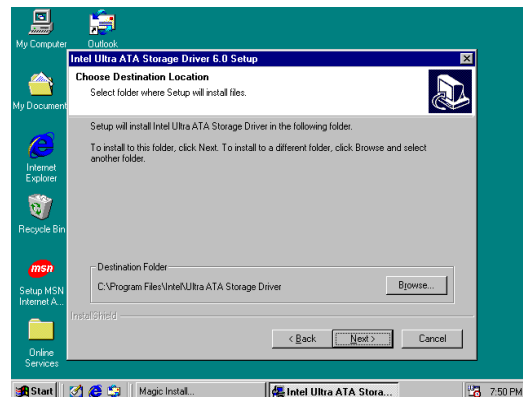 My Computer
Outlook
Intel Ultra ATA Storage Driver 6.0 Setup
Choose Destination Location
Select folder where Setup will install files.
My Document
Setup will install Intel Ultra ATA Storage Driver in the following folder.
To install to this folder, click Next. To install to a different folder, click Browse and select
another folder.
Internet
Explorer
Recycle Bin
msn
Setup MSN
Internet A...
Destination Folder
C:\Program Files\Intel\Ultra ATA Storage Driver
Browse...
InstallShield
< Back
Next >
Cancel
Online
Services
Start
Magic Install...
Intel Ultra ATA Stora...
7:50 PM